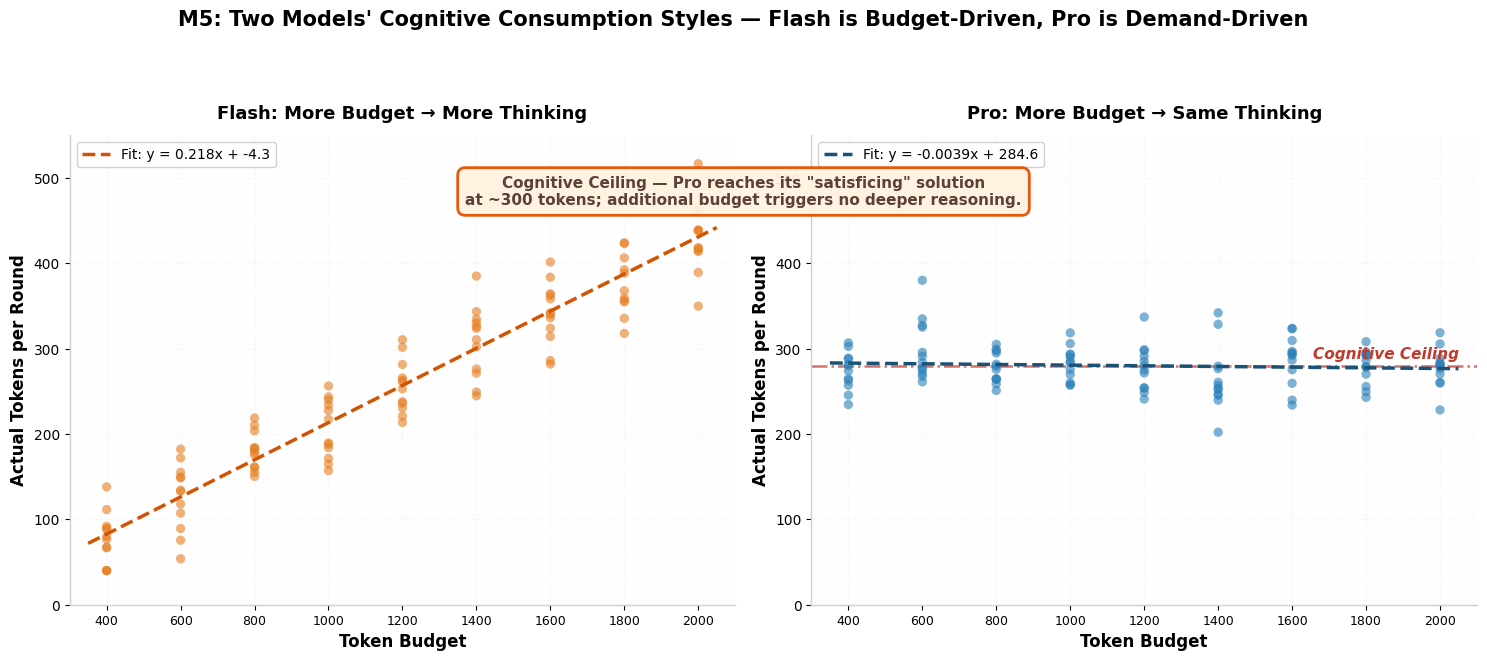 M5: Two Models' Cognitive Consumption Styles — Flash is Budget-Driven, Pro is Demand-Driven
Flash: More Budget → More Thinking
Fit: y = 0.218x + -4.3
500
400
300
200
100
0
Actual Tokens per Round
400 600 800 1000 1200 1400 1600 1800 2000
Token Budget
Cognitive Ceiling — Pro reaches its "satisficing" solution
at ~300 tokens; additional budget triggers no deeper reasoning.
Pro: More Budget → Same Thinking
Fit: y = -0.0039x + 284.6
400
300
200
100
0
Actual Tokens per Round
Cognitive Ceiling
400 600 800 1000 1200 1400 1600 1800 2000
Token Budget